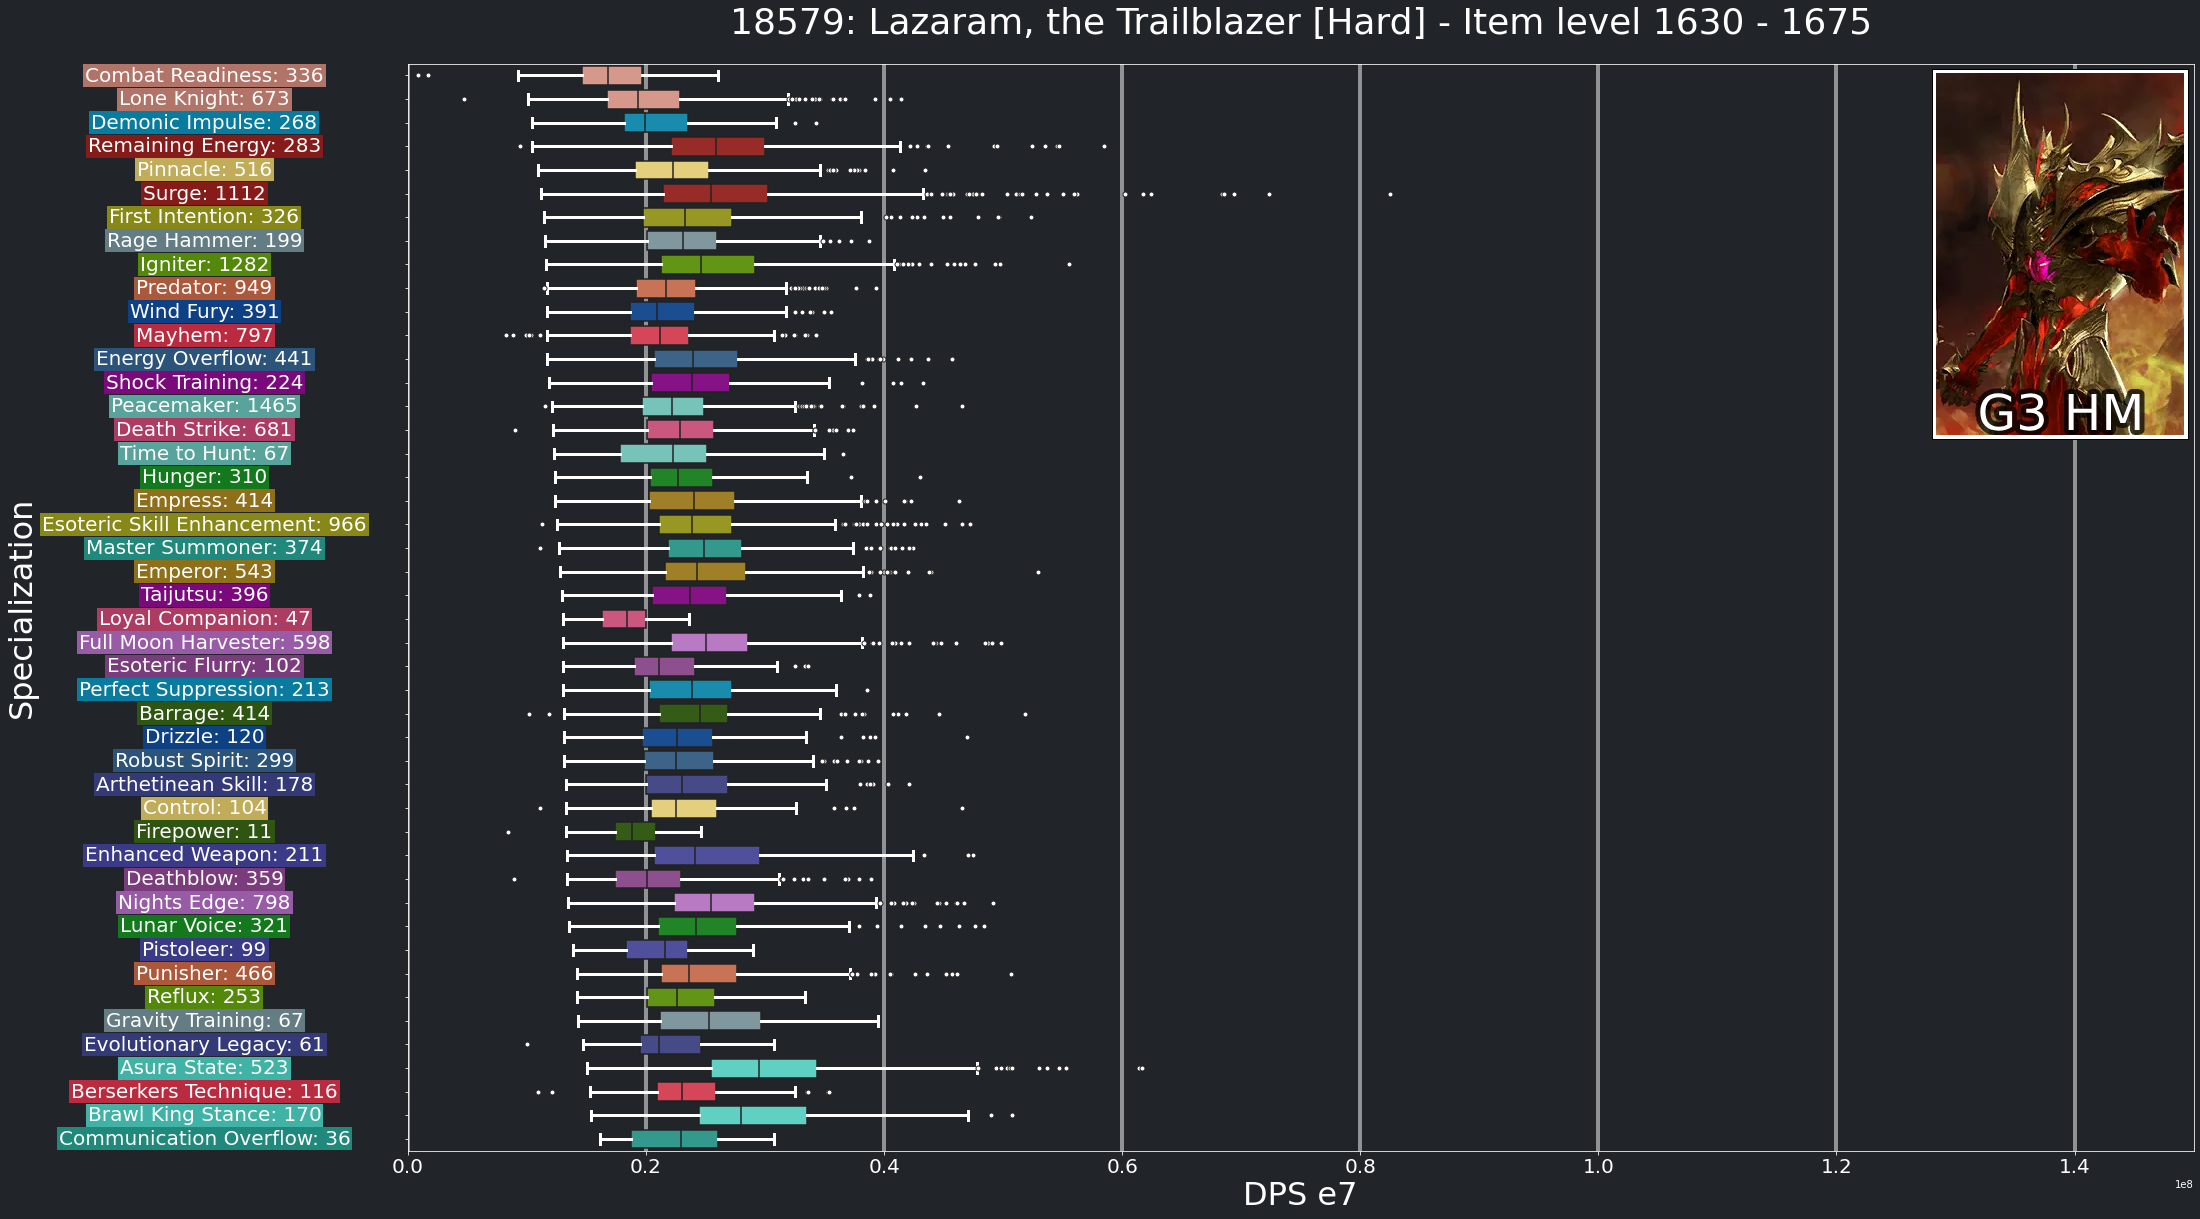 18579: Lazaram, the Trailblazer [Hard] - Item level 1630 - 1675
Combat Readiness: 336
Lone Knight: 673
Demonic Impulse: 268
Remaining Energy: 283
Pinnacle: 516
Surge: 1112
First Intention: 326
Rage Hammer: 199
Igniter: 1282
Predator: 949
Wind Fury: 391
Mayhem: 797
Energy Overflow: 441
Shock Training: 224
Peacemaker: 1465
Death Strike: 681
Time to Hunt: 67
Hunger: 310
Empress: 414
Esoteric Skill Enhancement: 966
Master Summoner: 374
Emperor: 543
Taijutsu: 396
Loyal Companion: 47
Full Moon Harvester: 598
Esoteric Flurry: 102
Perfect Suppression: 213
Barrage: 414
Drizzle: 120
Robust Spirit: 299
Arthetinean Skill: 178
Control: 104
Firepower: 11
Enhanced Weapon: 211
Deathblow: 359
Nights Edge: 798
Lunar Voice: 321
Pistoleer: 99
Punisher: 466
Reflux: 253
Gravity Training: 67
Evolutionary Legacy: 61
Asura State: 523
Berserkers Technique: 116
Brawl King Stance: 170
Communication Overflow: 36
Specialization
G3 HM
0.0 0.2 0.4 0.6 0.8 1.0 1.2 1.4
1e8
DPS e7